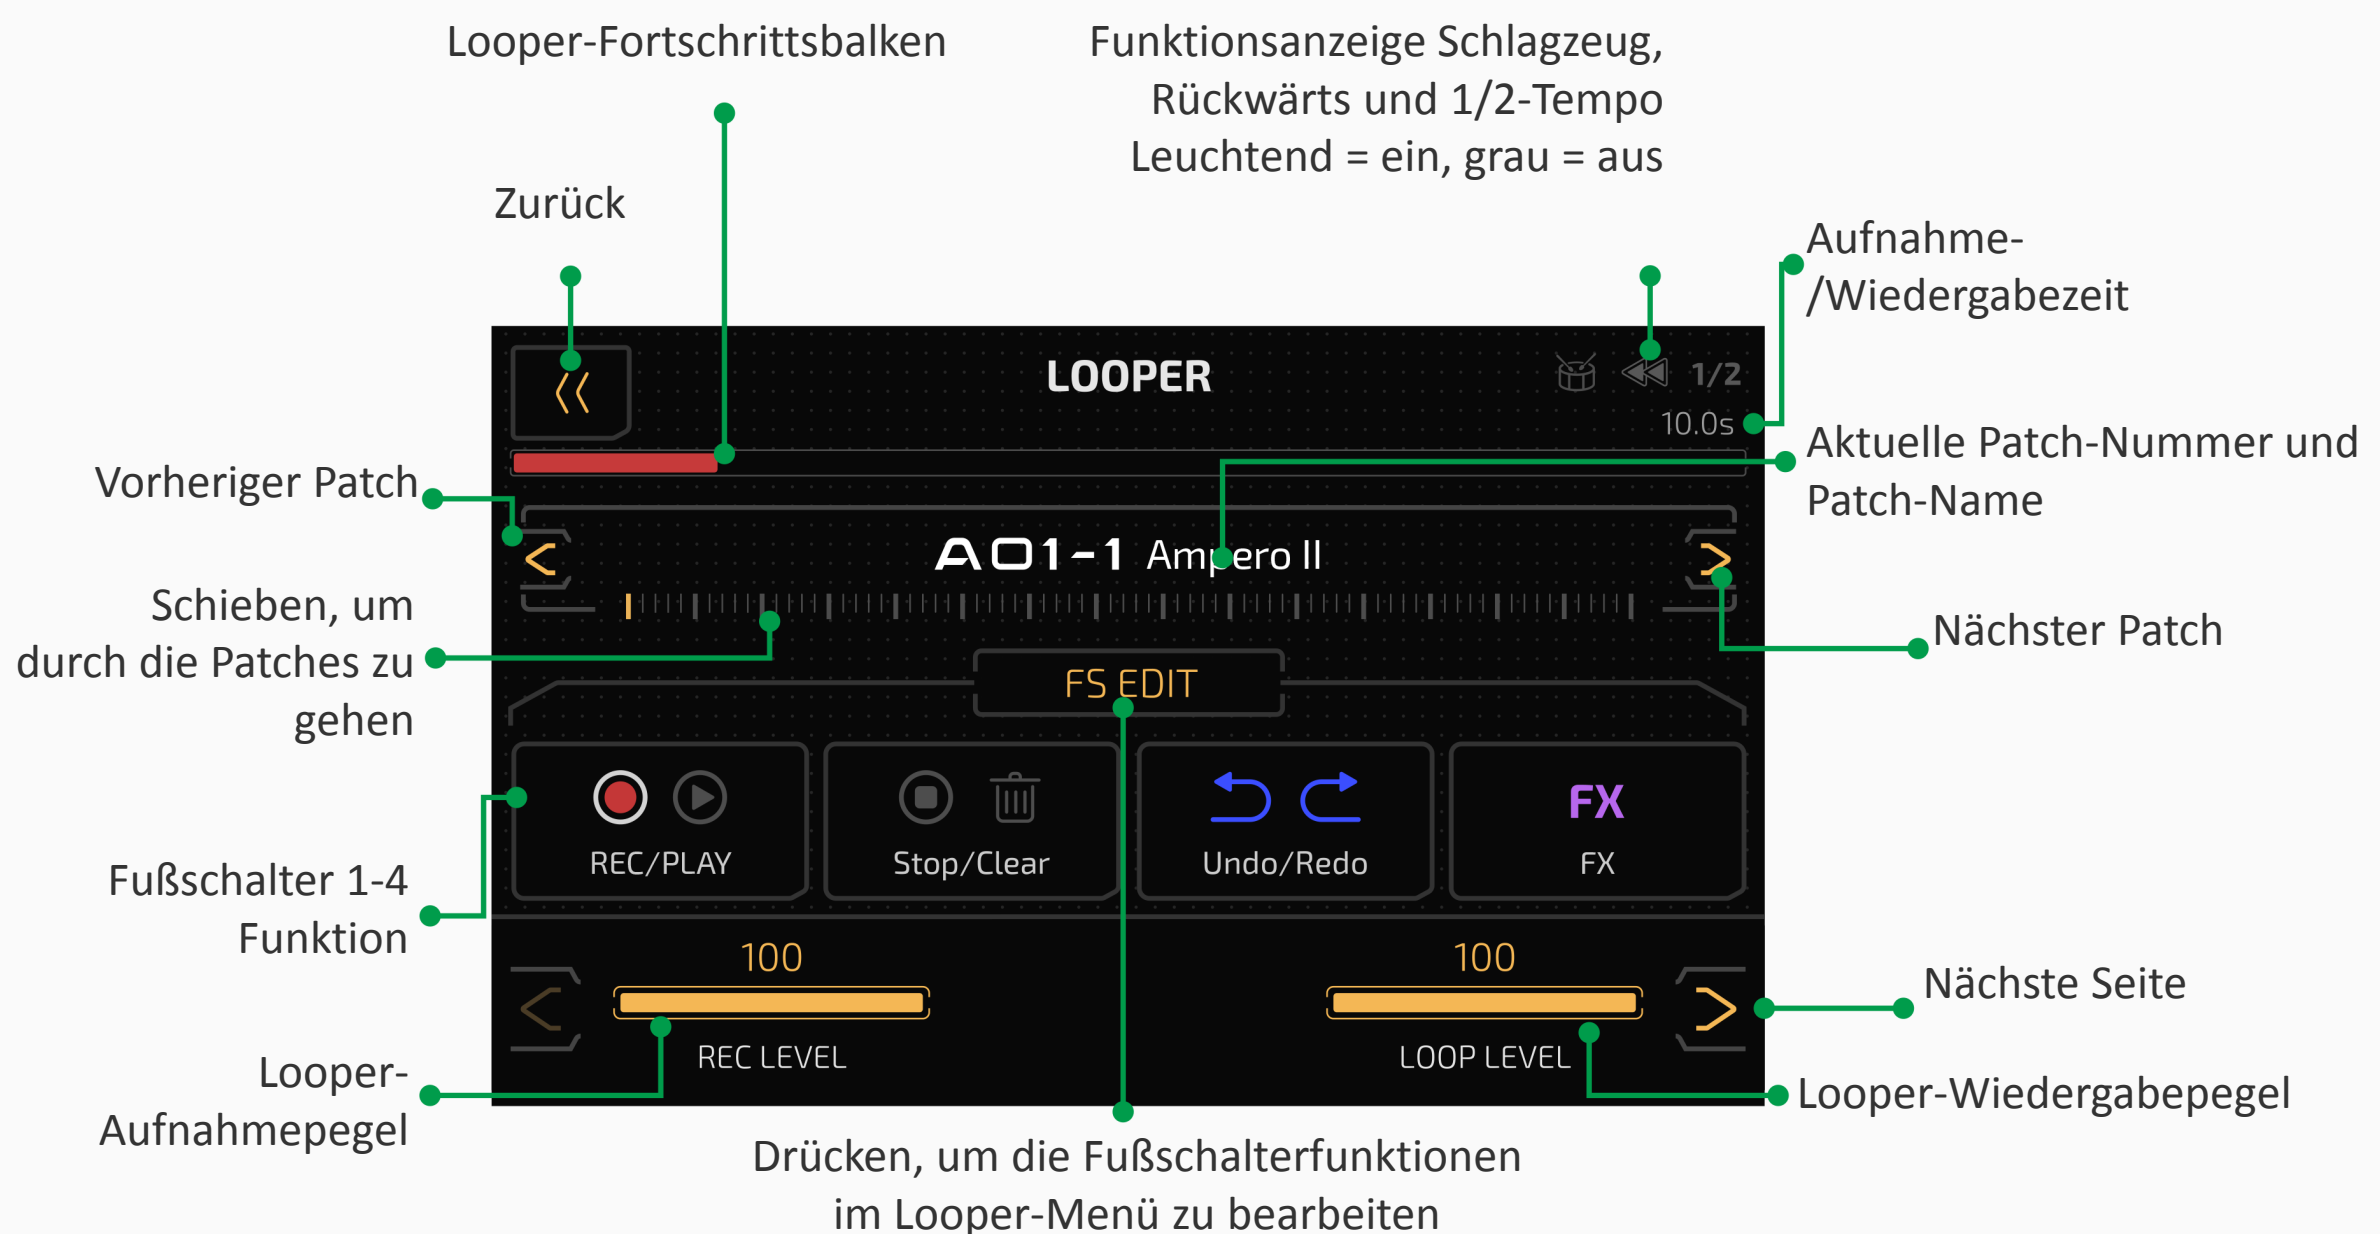 Looper-Fortschrittsbalken
Funktionsanzeige Schlagzeug,
Rückwärts und 1/2-Tempo
Leuchtend = ein, grau = aus
Zurück
Aufnahme-
/Wiedergabezeit
LOOPER
1/2
10.0s
Aktuelle Patch-Nummer und
Patch-Name
Vorheriger Patch
A01-1 Ampero II
Schieben, um
durch die Patches zu
gehen
Nächster Patch
FS EDIT
REC/PLAY
Stop/Clear
Undo/Redo
FX
FX
Fußschalter 1-4
Funktion
100
100
Nächste Seite
REC LEVEL
LOOP LEVEL
Looper-
Aufnahmepegel
Looper-Wiedergabepegel
Drücken, um die Fußschalterfunktionen
im Looper-Menü zu bearbeiten